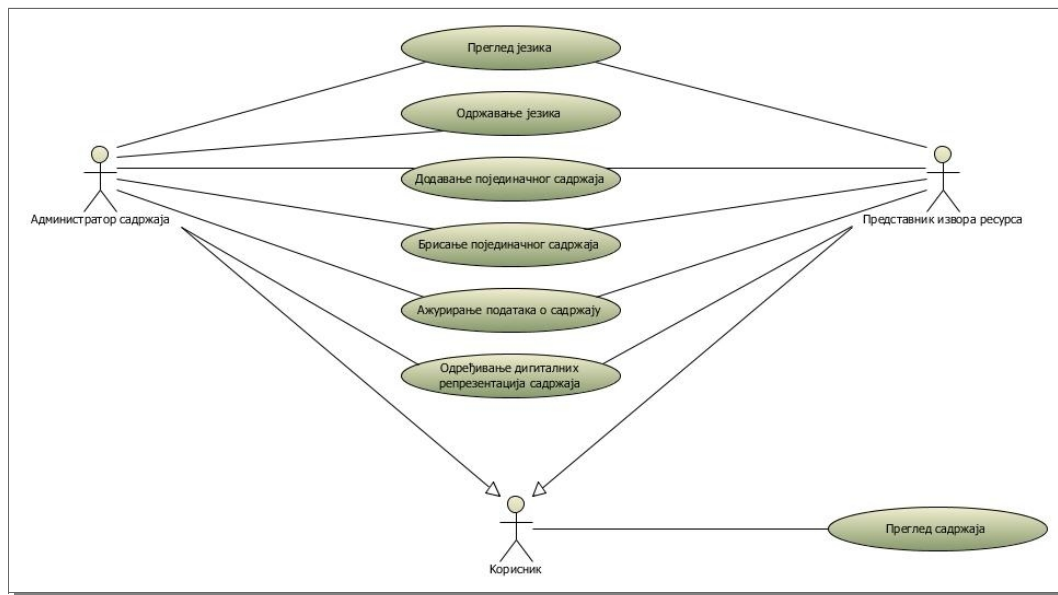 Преглед језика
Одржавање језика
Додавање појединачног садржаја
Администратор садржаја
Представник извора ресурса
Брисање појединачног садржаја
Ажурирање података о садржају
Одређивање дигиталних
репрезентација садржаја
Преглед садржаја
Корисник